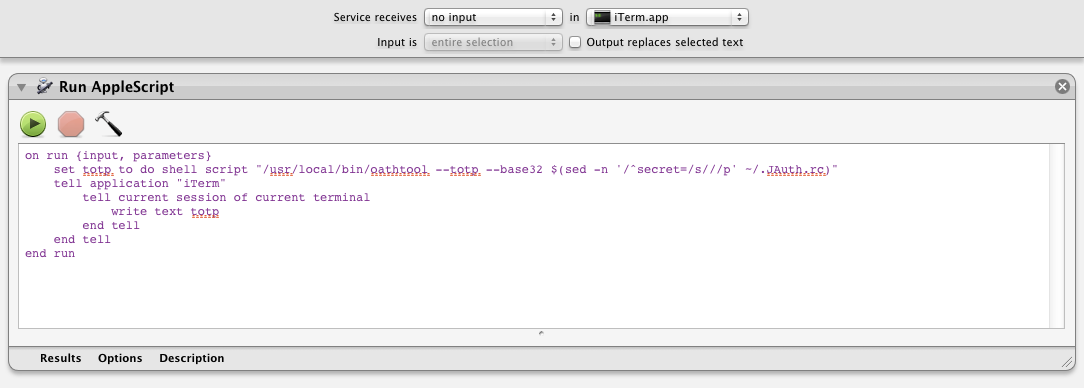 Service receives no input in iTerm.app
Input is entire selection Output replaces selected text
Run AppleScript
on run {input, parameters}
set totp to do shell script "/usr/local/bin/oathtool --totp --base32 $(sed -n '/^secret=/s///p' ~/.JAuth.rc)"
tell application "iTerm"
tell current session of current terminal
write text totp
end tell
end tell
end run
Results Options Description